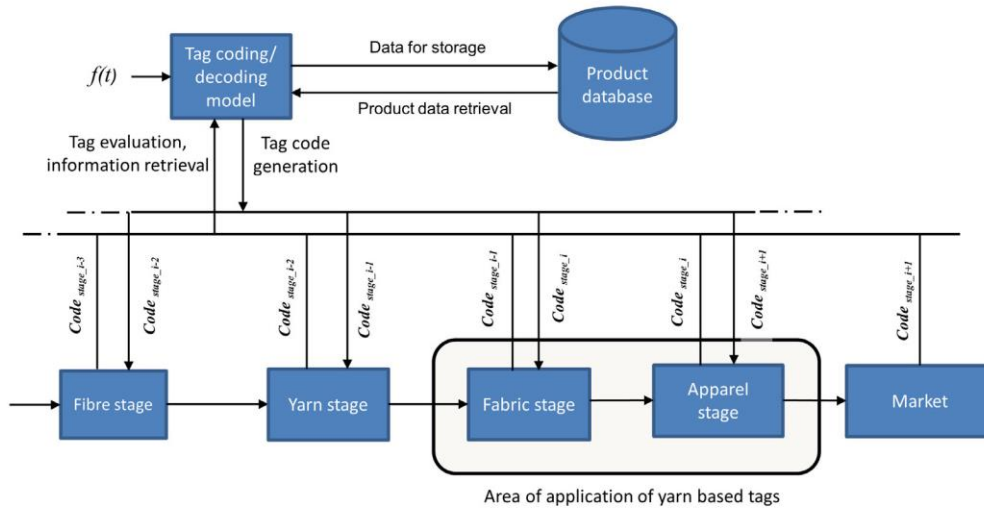 Tag coding/
decoding
model
f(t)
Data for storage
Product data retrieval
Product
database
Tag evaluation,
information retrieval
Tag code
generation
Code stage_i-3
Code stage_i-2
Code stage_i-2
Code stage_i-1
Code stage_i-1
Code stage_i
Code stage_i
Code stage_i+1
Code stage_i+1
Fibre stage
Yarn stage
Fabric stage
Apparel
stage
Market
Area of application of yarn based tags